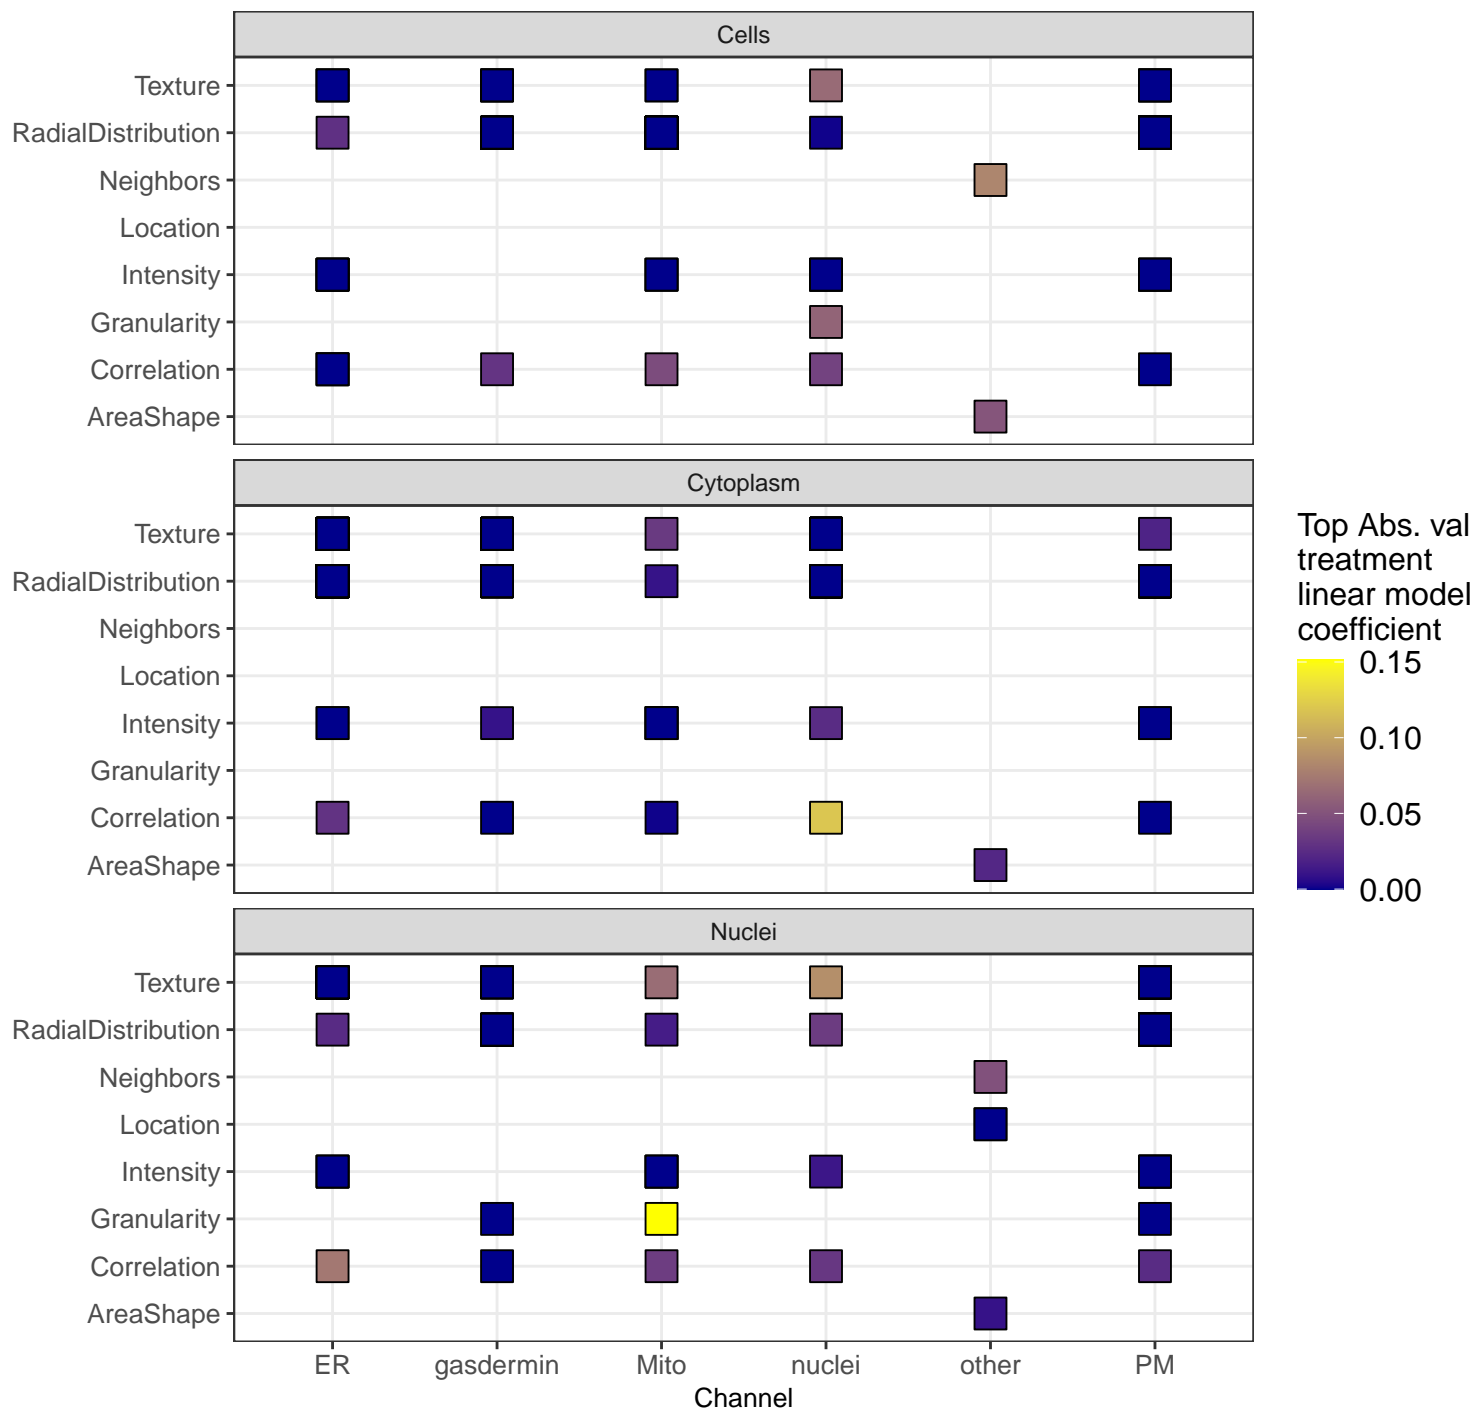 Cells
Texture
RadialDistribution
Neighbors
Location
Intensity
Granularity
Correlation
AreaShape
Cytoplasm
Texture
RadialDistribution
Neighbors
Location
Intensity
Granularity
Correlation
AreaShape
Nuclei
Texture
RadialDistribution
Neighbors
Location
Intensity
Granularity
Correlation
AreaShape
ER gasdermin Mito nuclei other PM
Channel
Top Abs. val
treatment
linear model
coefficient
0.15
0.10
0.05
0.00